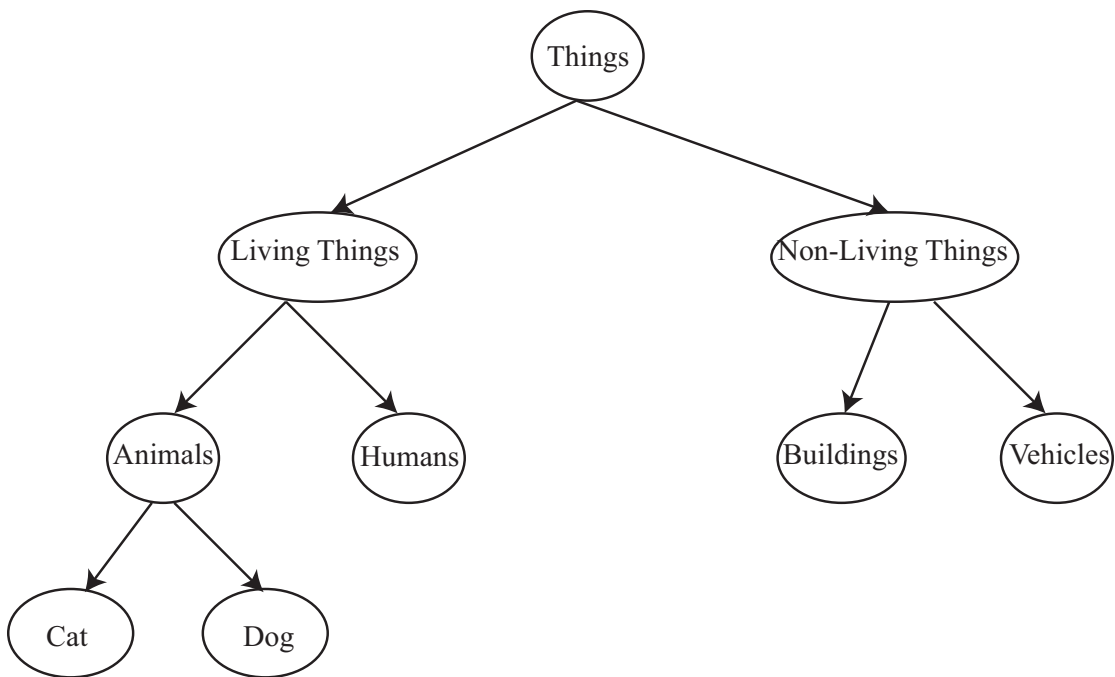 Things
Living Things
Non-Living Things
Animals
Humans
Buildings
Vehicles
Cat
Dog